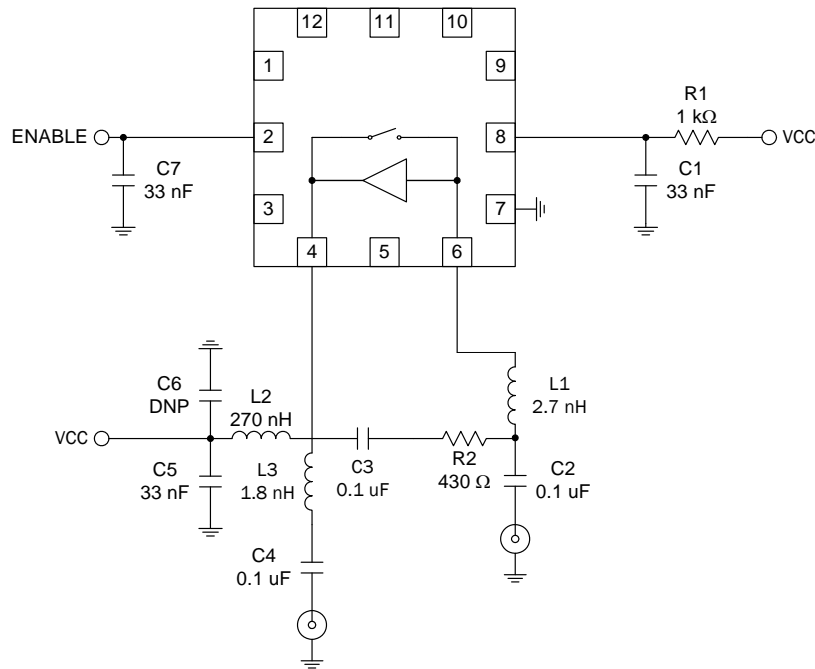 12
11
10
1
9
R1
1 kΩ
ENABLE
2
8
VCC
C7
33 nF
C1
33 nF
3
7
4
5
6
C6
DNP
L1
2.7 nH
L2
270 nH
VCC
C5
33 nF
L3
1.8 nH
C3
0.1 uF
R2
430 Ω
C2
0.1 uF
C4
0.1 uF